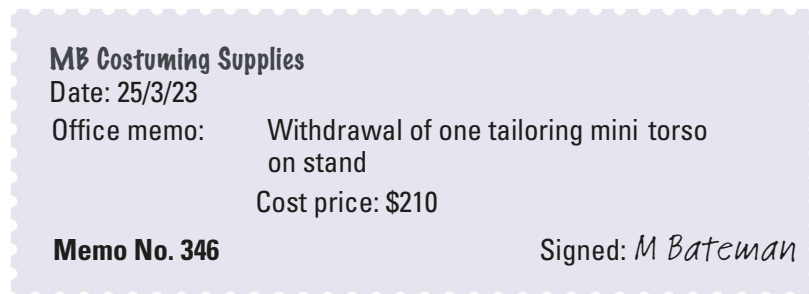 MB Costuming Supplies
Date: 25/3/23
Office memo: Withdrawal of one tailoring mini torso
on stand
Cost price: $210
Memo No. 346 Signed: M Bateman